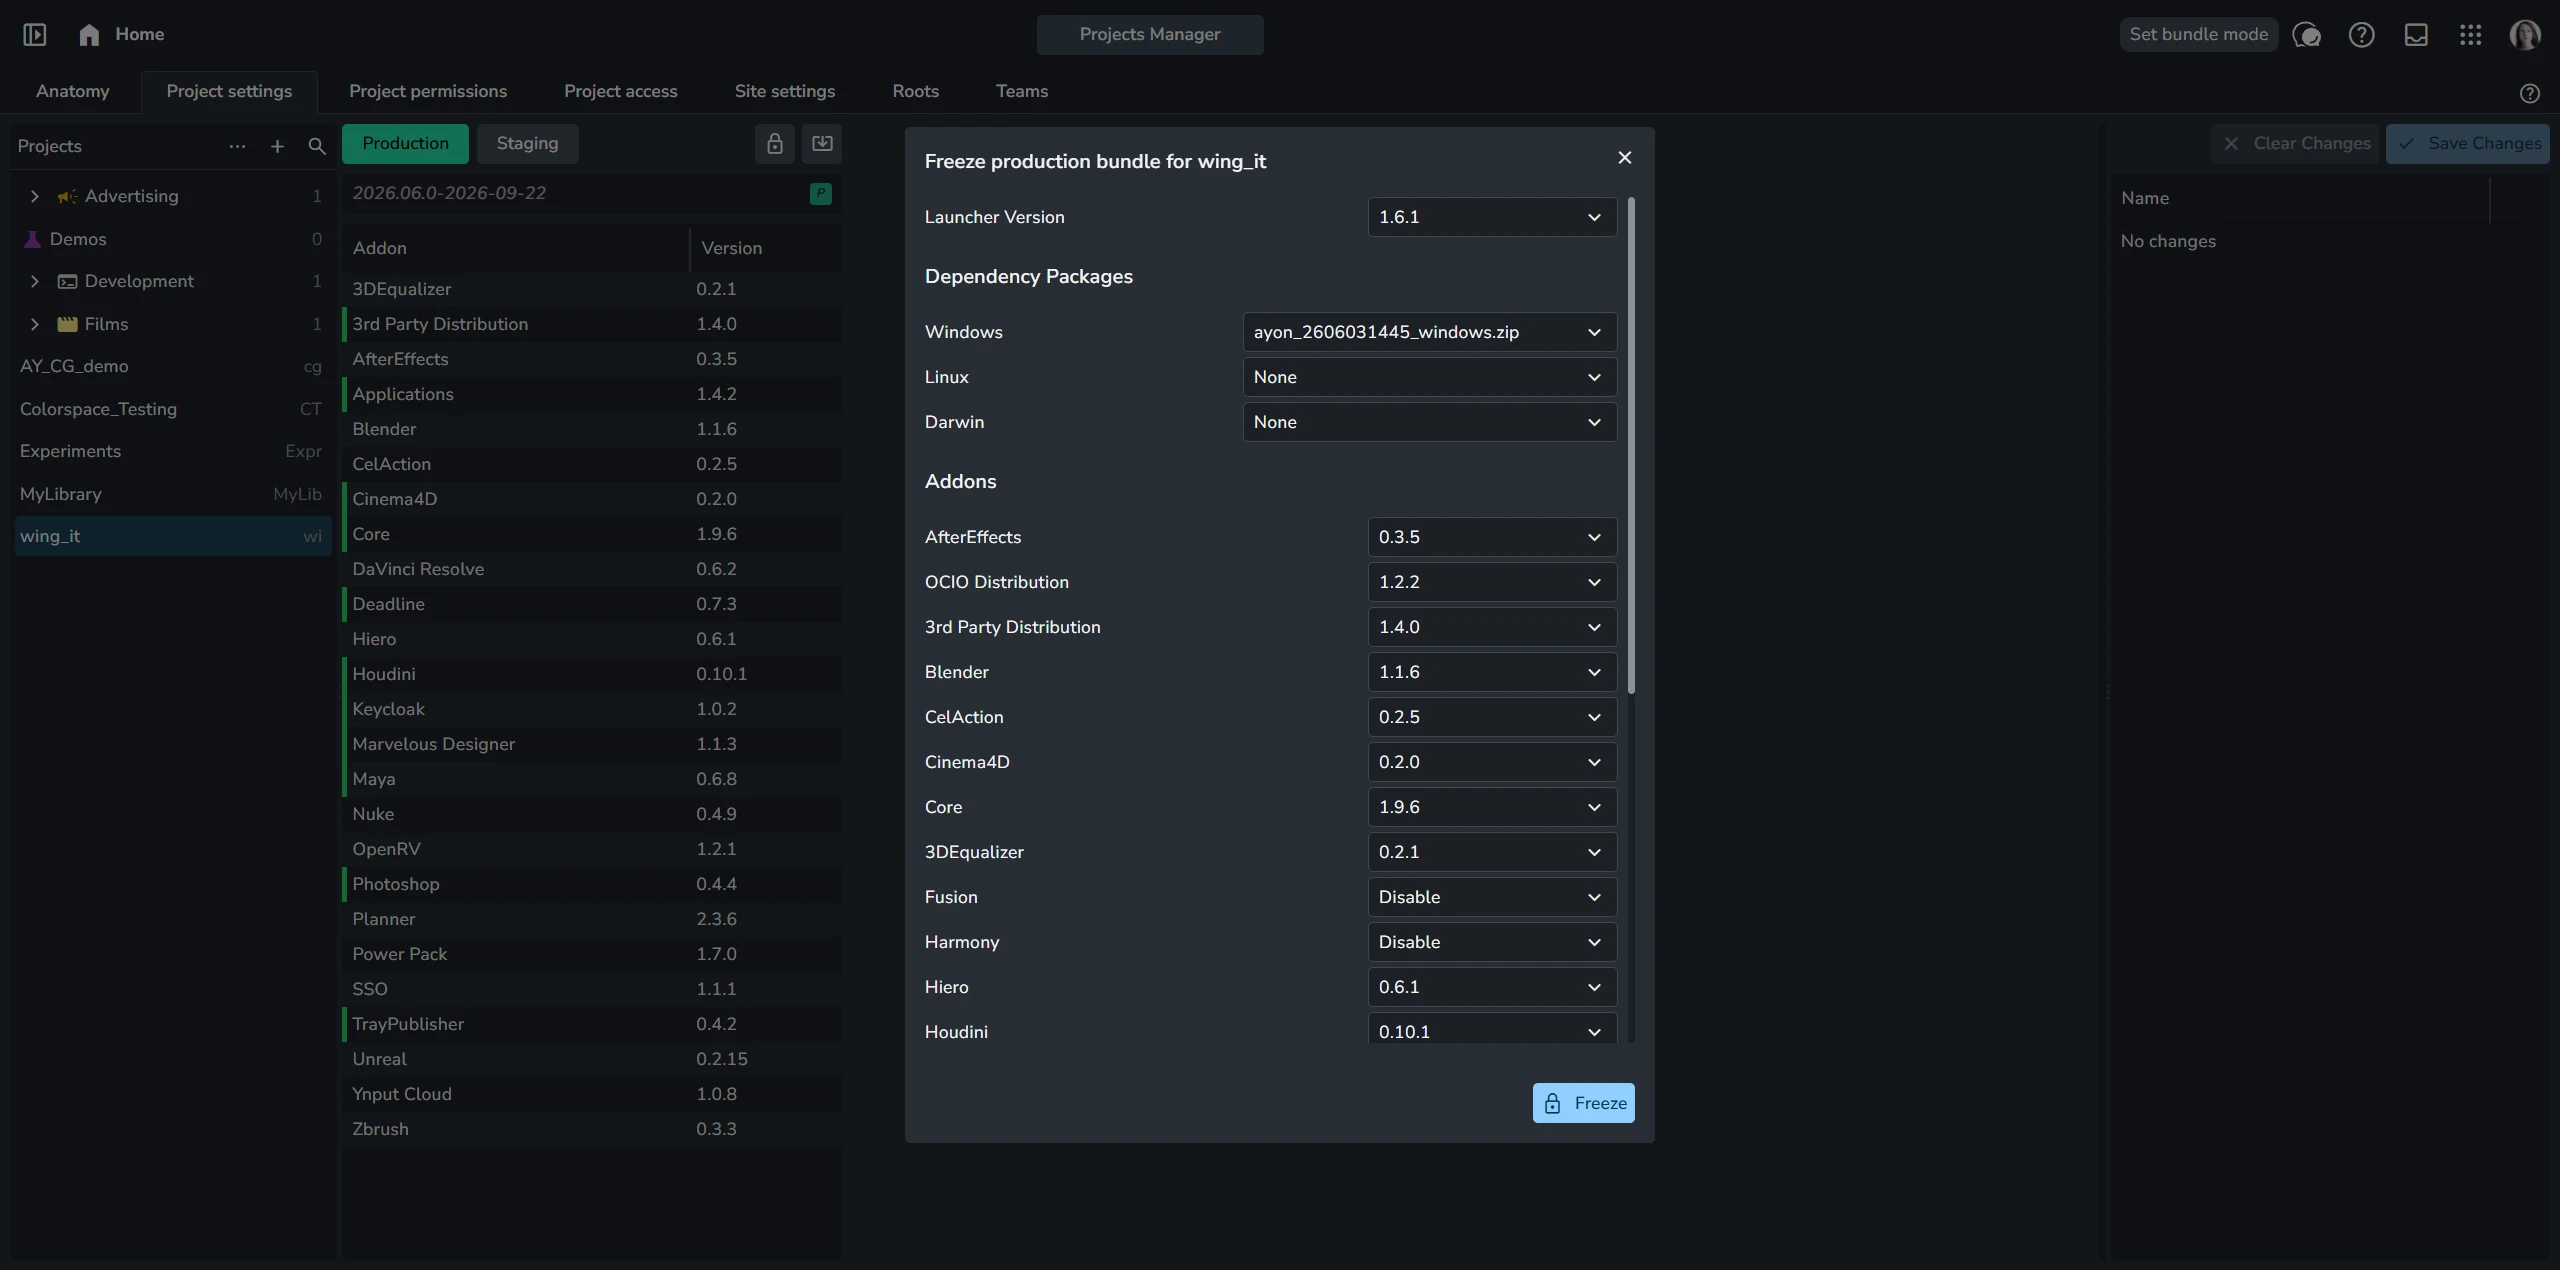 Home
Projects Manager
Set bundle mode
Anatomy
Project settings
Project permissions
Project access
Site settings
Roots
Teams
Projects
Advertising 1
Demos 0
Development 1
Films 1
AY_CG_demo cg
Colorspace_Testing CT
Experiments Expr
MyLibrary MyLib
wing_it wi
Production
Staging
2026.06.0-2026-09-22 P
Addon Version
3DEqualizer 0.2.1
3rd Party Distribution 1.4.0
AfterEffects 0.3.5
Applications 1.4.2
Blender 1.1.6
CelAction 0.2.5
Cinema4D 0.2.0
Core 1.9.6
DaVinci Resolve 0.6.2
Deadline 0.7.3
Hiero 0.6.1
Houdini 0.10.1
Keycloak 1.0.2
Marvelous Designer 1.1.3
Maya 0.6.8
Nuke 0.4.9
OpenRV 1.2.1
Photoshop 0.4.4
Planner 2.3.6
Power Pack 1.7.0
SSO 1.1.1
TrayPublisher 0.4.2
Unreal 0.2.15
Ynput Cloud 1.0.8
Zbrush 0.3.3
Freeze production bundle for wing_it
Launcher Version 1.6.1
Dependency Packages
Windows ayon_2606031445_windows.zip
Linux None
Darwin None
Addons
AfterEffects 0.3.5
OCIO Distribution 1.2.2
3rd Party Distribution 1.4.0
Blender 1.1.6
CelAction 0.2.5
Cinema4D 0.2.0
Core 1.9.6
3DEqualizer 0.2.1
Fusion Disable
Harmony Disable
Hiero 0.6.1
Houdini 0.10.1
Freeze
Clear Changes
Save Changes
Name
No changes